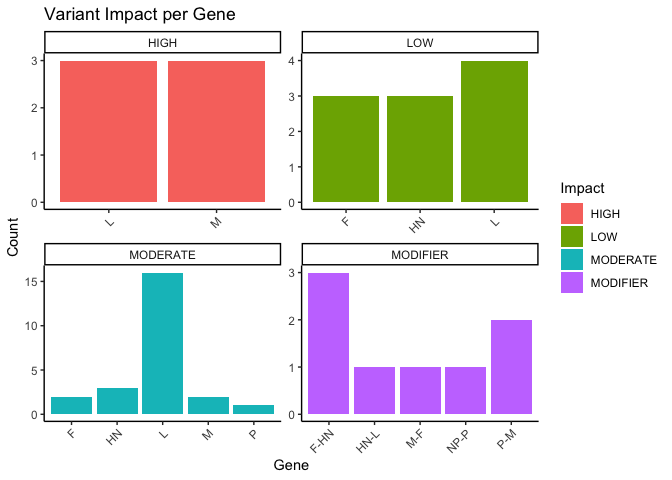 Variant Impact per Gene
HIGH
LOW
3
2
1
0
L
M
4
3
2
1
0
F
HN
L
MODERATE
MODIFIER
15
10
5
0
F
HN
L
M
P
3
2
1
0
F-HN
HN-L
M-F
NP-P
P-M
Count
Gene
Impact
HIGH
LOW
MODERATE
MODIFIER